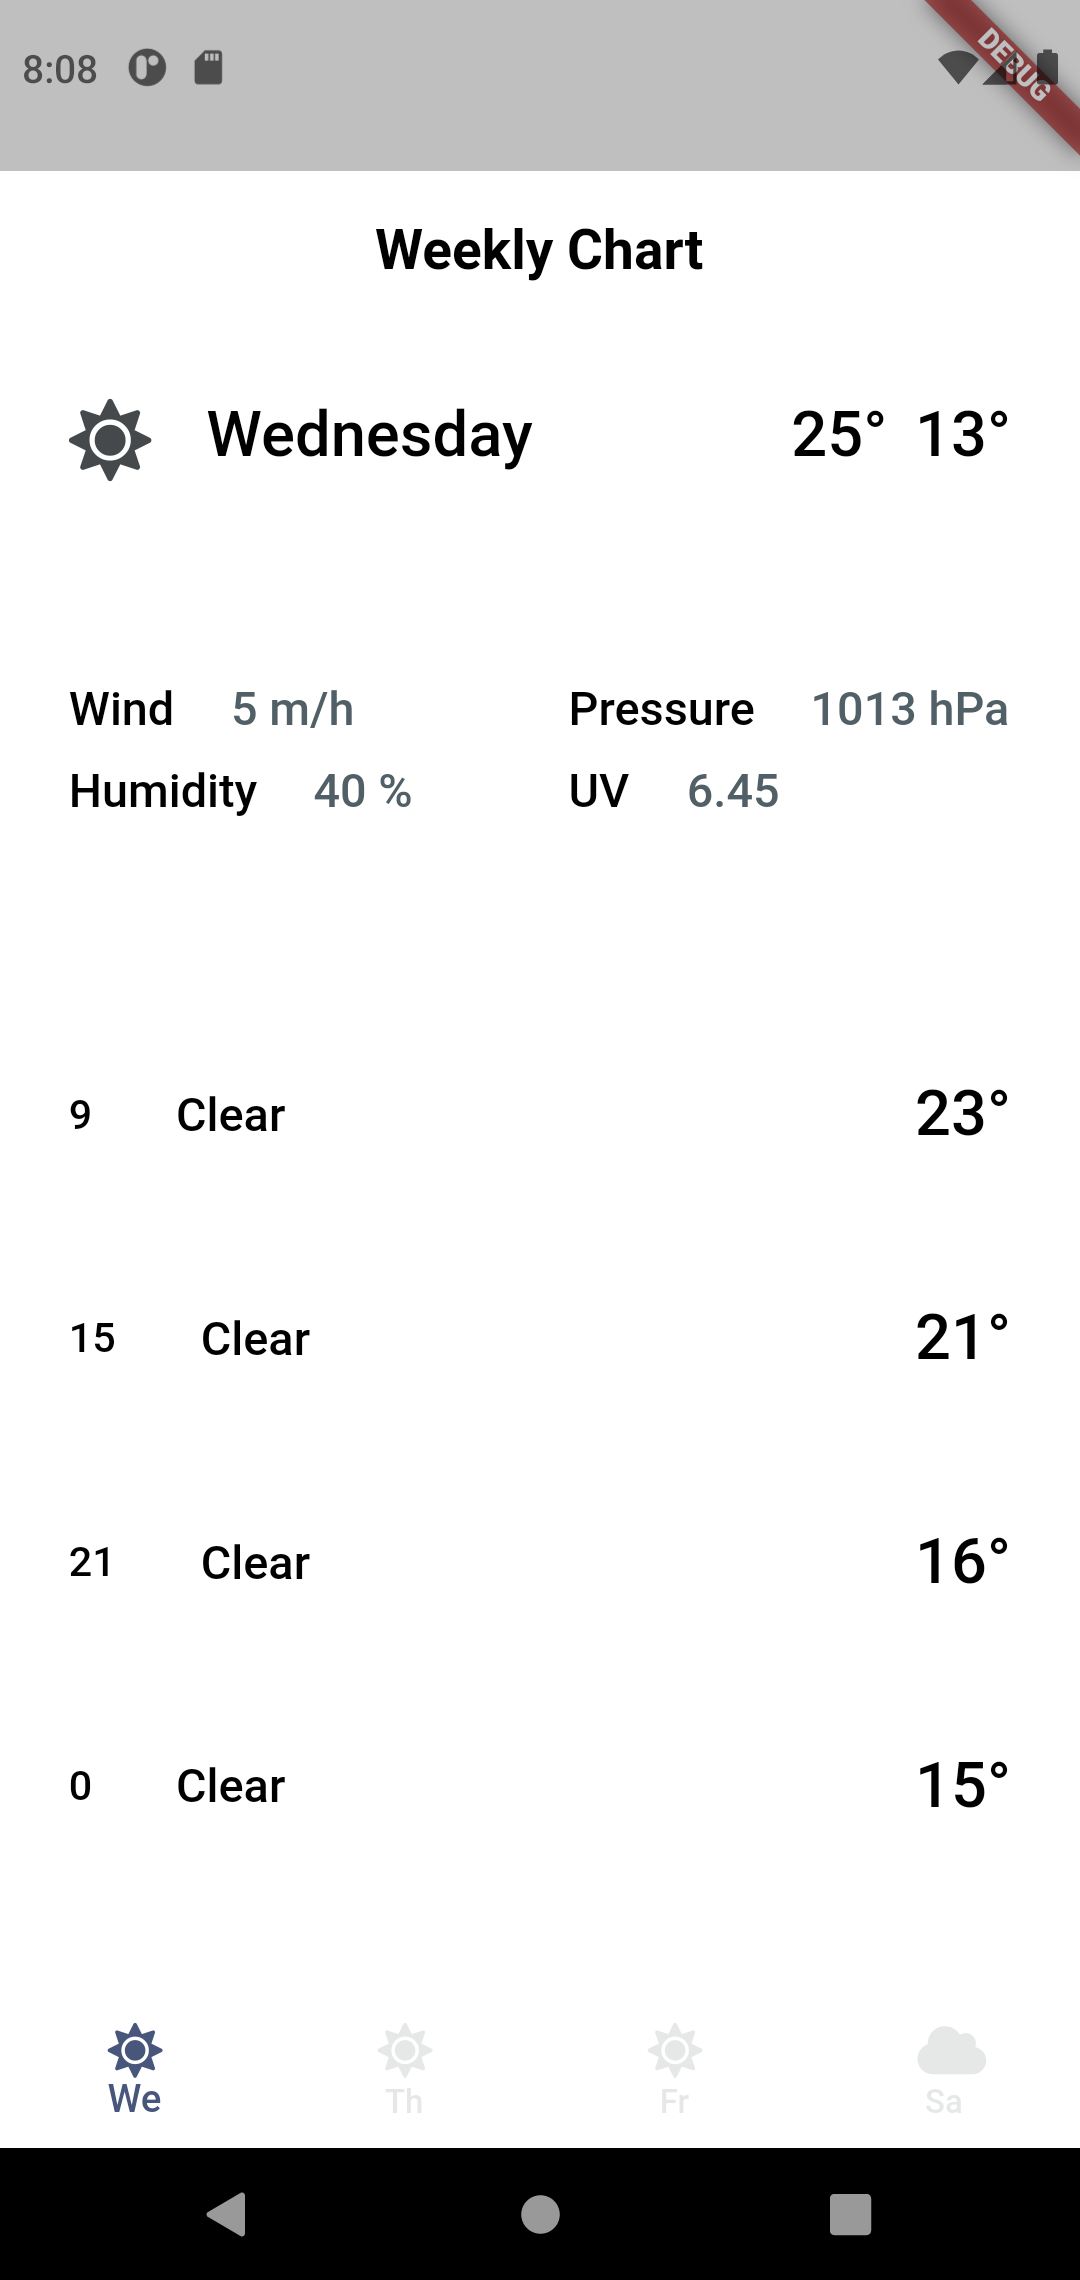 8:08
DEBUG
Weekly Chart
Wednesday 25° 13°
Wind 5 m/h Pressure 1013 hPa
Humidity 40 % UV 6.45
9 Clear 23°
15 Clear 21°
21 Clear 16°
0 Clear 15°
We Th Fr Sa